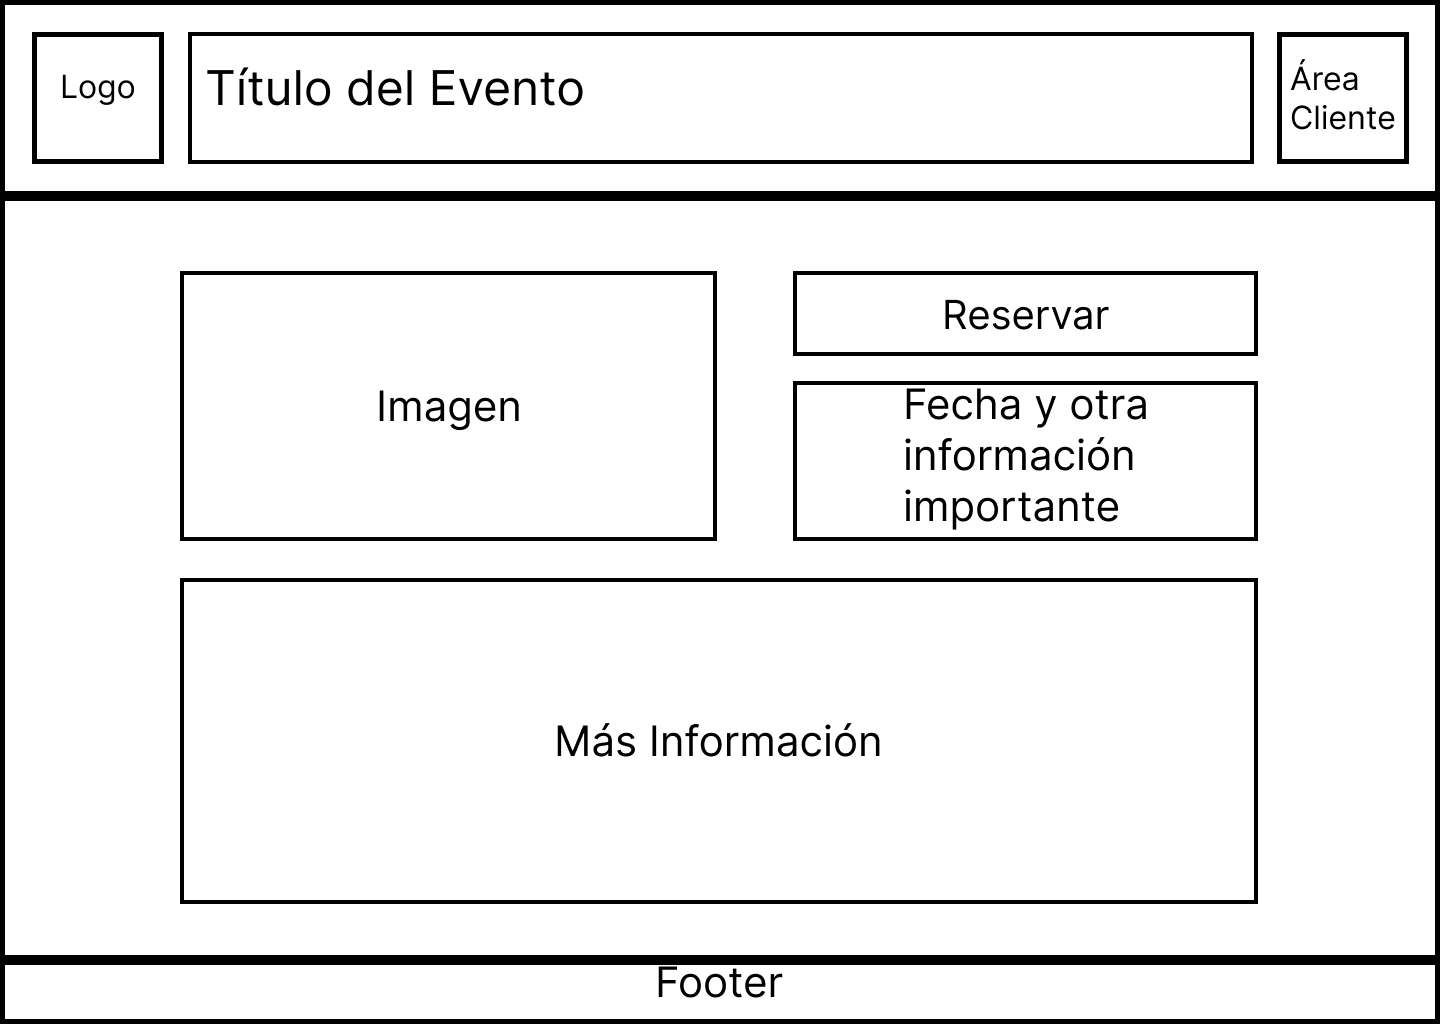 Logo
Título del Evento
Área
Cliente
Imagen
Reservar
Fecha y otra
información
importante
Más Información
Footer